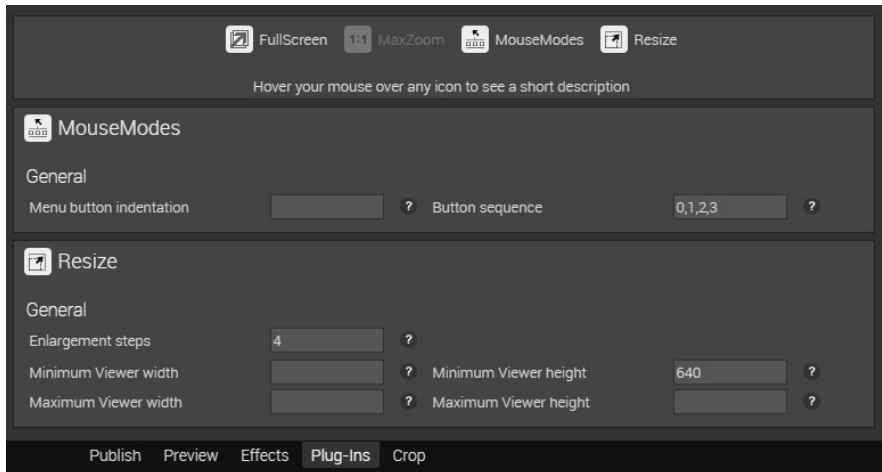 FullScreen 1:1 MaxZoom MouseModes Resize
Hover your mouse over any icon to see a short description
MouseModes
General
Menu button indentation ? Button sequence 0,1,2,3 ?
Resize
General
Enlargement steps 4 ?
Minimum Viewer width ? Minimum Viewer height 640 ?
Maximum Viewer width ? Maximum Viewer height ?
Publish Preview Effects Plug-Ins Crop